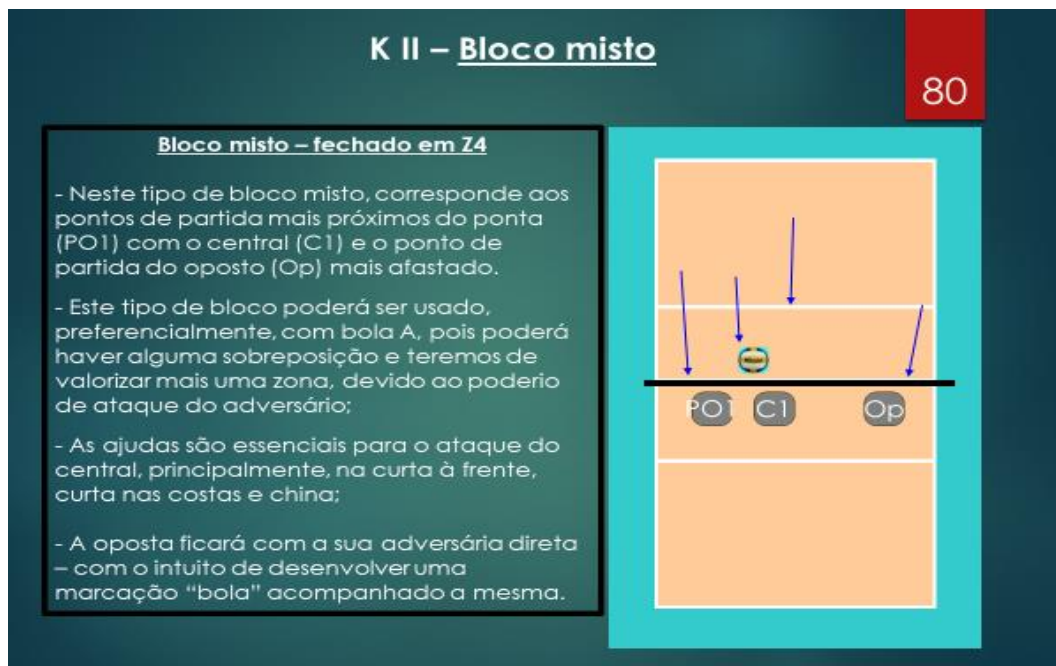 K II – Bloco misto
80
Bloco misto – fechado em Z4
- Neste tipo de bloco misto, corresponde aos
pontos de partida mais próximos do ponta
(PO1) com o central (C1) e o ponto de
partida do oposto (Op) mais afastado.
- Este tipo de bloco poderá ser usado,
preferencialmente, com bola A, pois poderá
haver alguma sobreposição e teremos de
valorizar mais uma zona, devido ao poderio
de ataque do adversário;
- As ajudas são essenciais para o ataque do
central, principalmente, na curta à frente,
curta nas costas e china;
- A oposta ficará com a sua adversária direta
– com o intuito de desenvolver uma
marcação “bola” acompanhado a mesma.
PO1 C1 Op